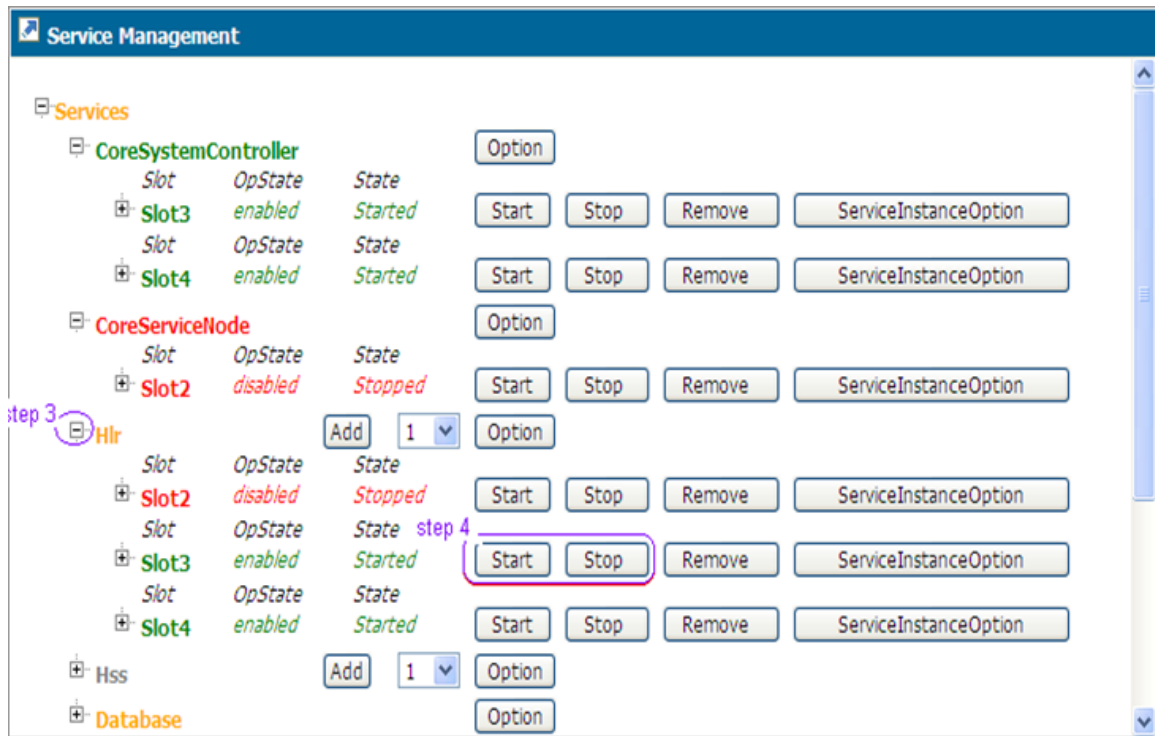 Service Management
Services
CoreSystemController Option
Slot OpState State
Slot3 enabled Started Start Stop Remove ServiceInstanceOption
Slot OpState State
Slot4 enabled Started Start Stop Remove ServiceInstanceOption
CoreServiceNode Option
Slot OpState State
Slot2 disabled Stopped Start Stop Remove ServiceInstanceOption
step 3
Hlr Add 1 Option
Slot OpState State
Slot2 disabled Stopped Start Stop Remove ServiceInstanceOption
Slot OpState State step 4
Slot3 enabled Started Start Stop Remove ServiceInstanceOption
Slot OpState State
Slot4 enabled Started Start Stop Remove ServiceInstanceOption
Hss Add 1 Option
Database Option